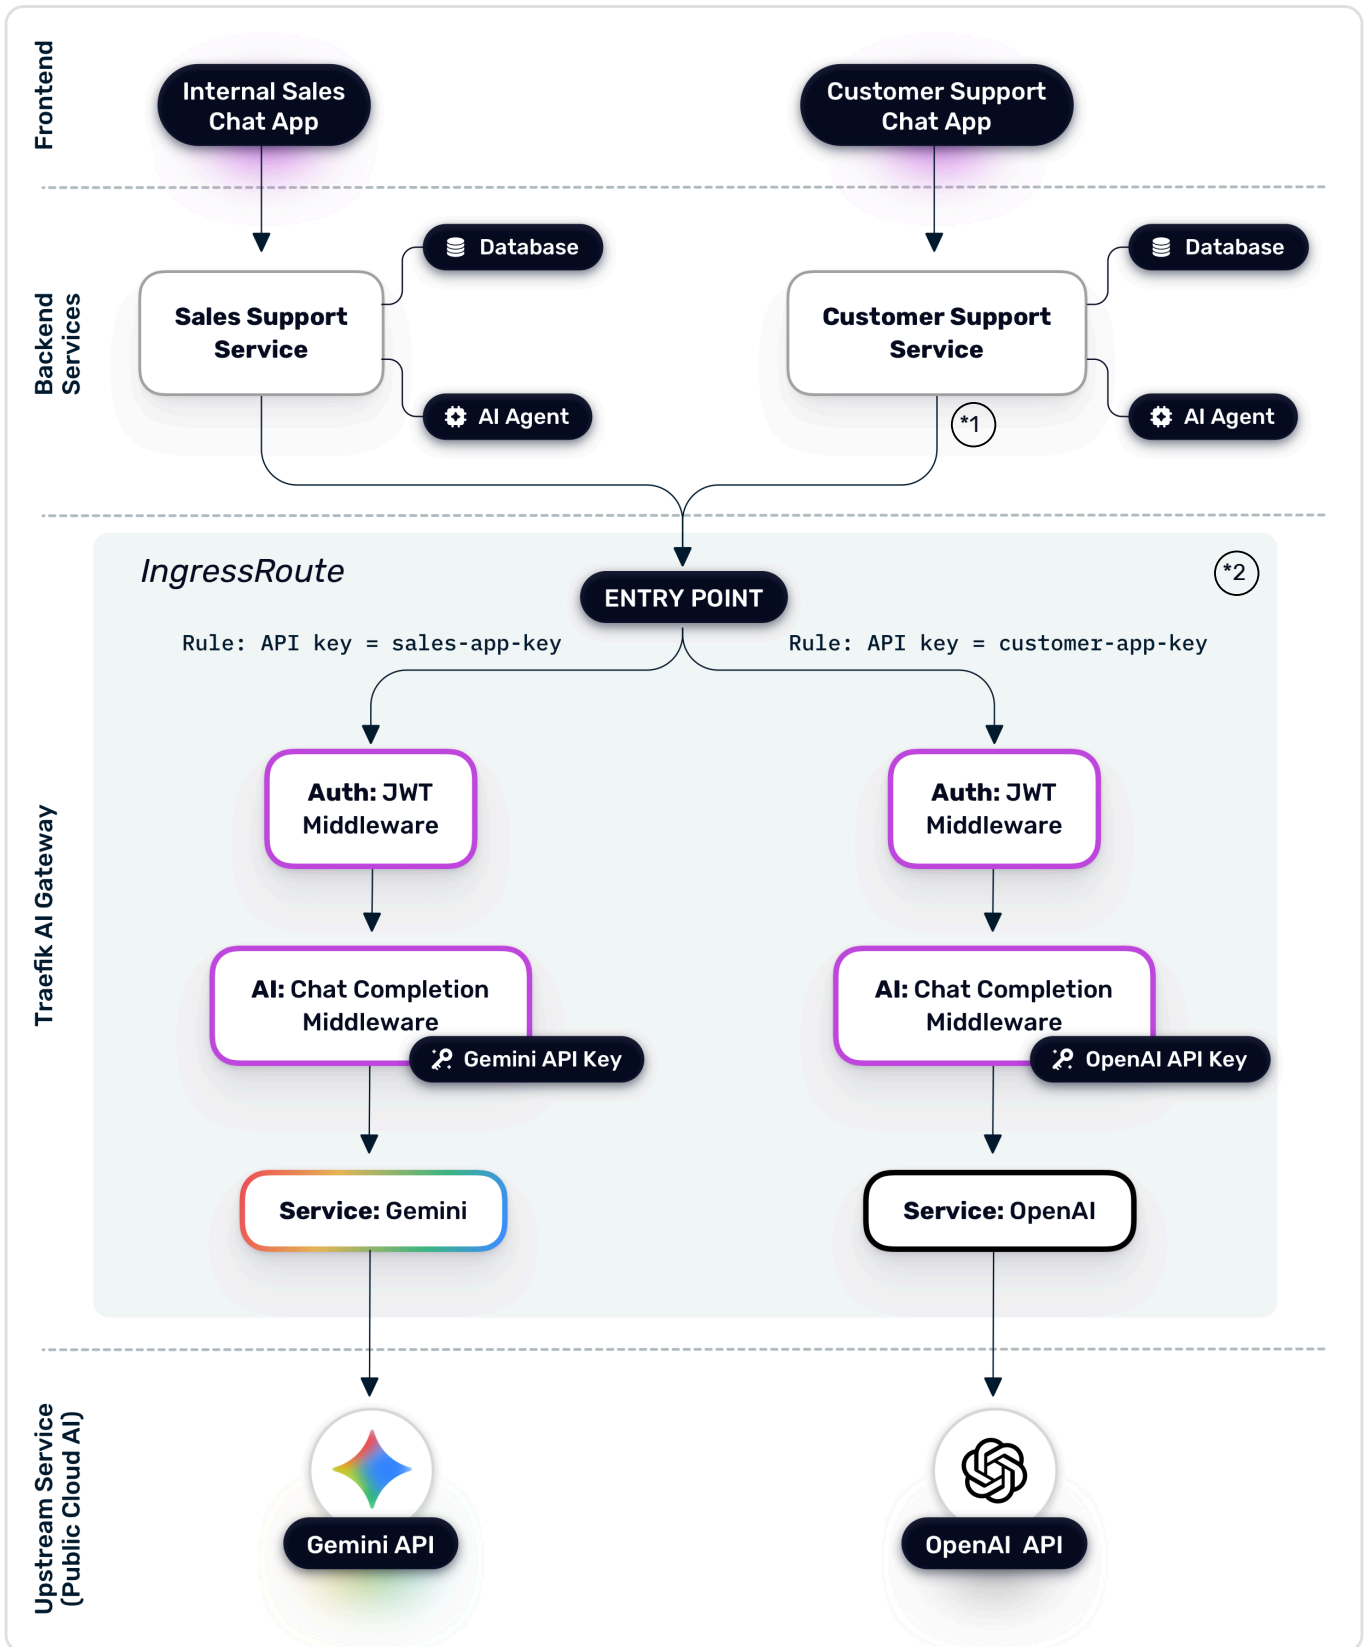 Frontend
Internal Sales
Chat App
Customer Support
Chat App
Backend
Services
Database
Sales Support
Service
AI Agent
Database
Customer Support
Service
AI Agent
*1
Traefik AI Gateway
IngressRoute
*2
ENTRY POINT
Rule: API key = sales-app-key
Rule: API key = customer-app-key
Auth: JWT
Middleware
Auth: JWT
Middleware
AI: Chat Completion
Middleware
Gemini API Key
AI: Chat Completion
Middleware
OpenAI API Key
Service: Gemini
Service: OpenAI
Upstream Service
(Public Cloud AI)
Gemini API
OpenAI API